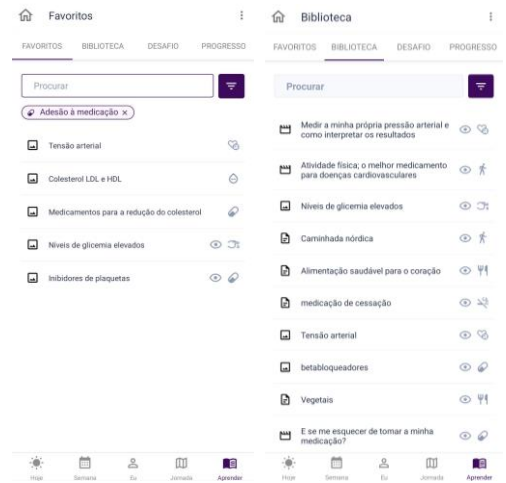 Favoritos
FAVORITOS BIBLIOTECA DESAFIO PROGRESSO
Procurar
Adesão à medicação ×
Tensão arterial
Colesterol LDL e HDL
Medicamentos para a redução do colesterol
Níveis de glicemia elevados
Inibidores de plaquetas
Hoje Semana Eu Jornada Aprender
Biblioteca
FAVORITOS BIBLIOTECA DESAFIO PROGRESSO
Procurar
Medir a minha própria pressão arterial e
como interpretar os resultados
Atividade física; o melhor medicamento
para doenças cardiovasculares
Níveis de glicemia elevados
Caminhada nórdica
Alimentação saudável para o coração
medicação de cessação
Tensão arterial
betabloqueadores
Vegetais
E se me esquecer de tomar a minha
medicação?
Hoje Semana Eu Jornada Aprender